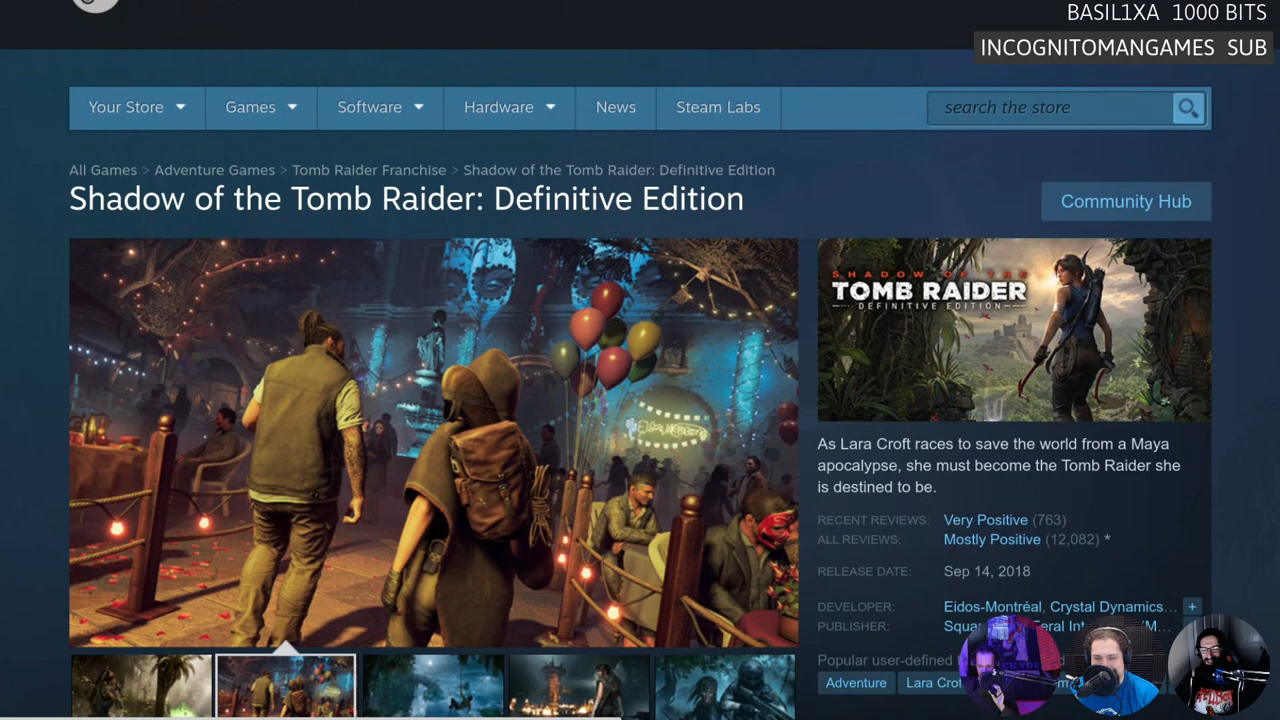 BASIL1XA 1000 BITS
INCOGNITOMANGAMES SUB
Your Store Games Software Hardware News Steam Labs search the store
All Games > Adventure Games > Tomb Raider Franchise > Shadow of the Tomb Raider: Definitive Edition
Shadow of the Tomb Raider: Definitive Edition
Community Hub
SHADOW OF THE
TOMB RAIDER
DEFINITIVE EDITION
As Lara Croft races to save the world from a Maya
apocalypse, she must become the Tomb Raider she
is destined to be.
RECENT REVIEWS: Very Positive (763)
ALL REVIEWS: Mostly Positive (12,082) *
RELEASE DATE: Sep 14, 2018
DEVELOPER: Eidos-Montréal, Crystal Dynamics… +
PUBLISHER:
Popular user-defined
Adventure Lara